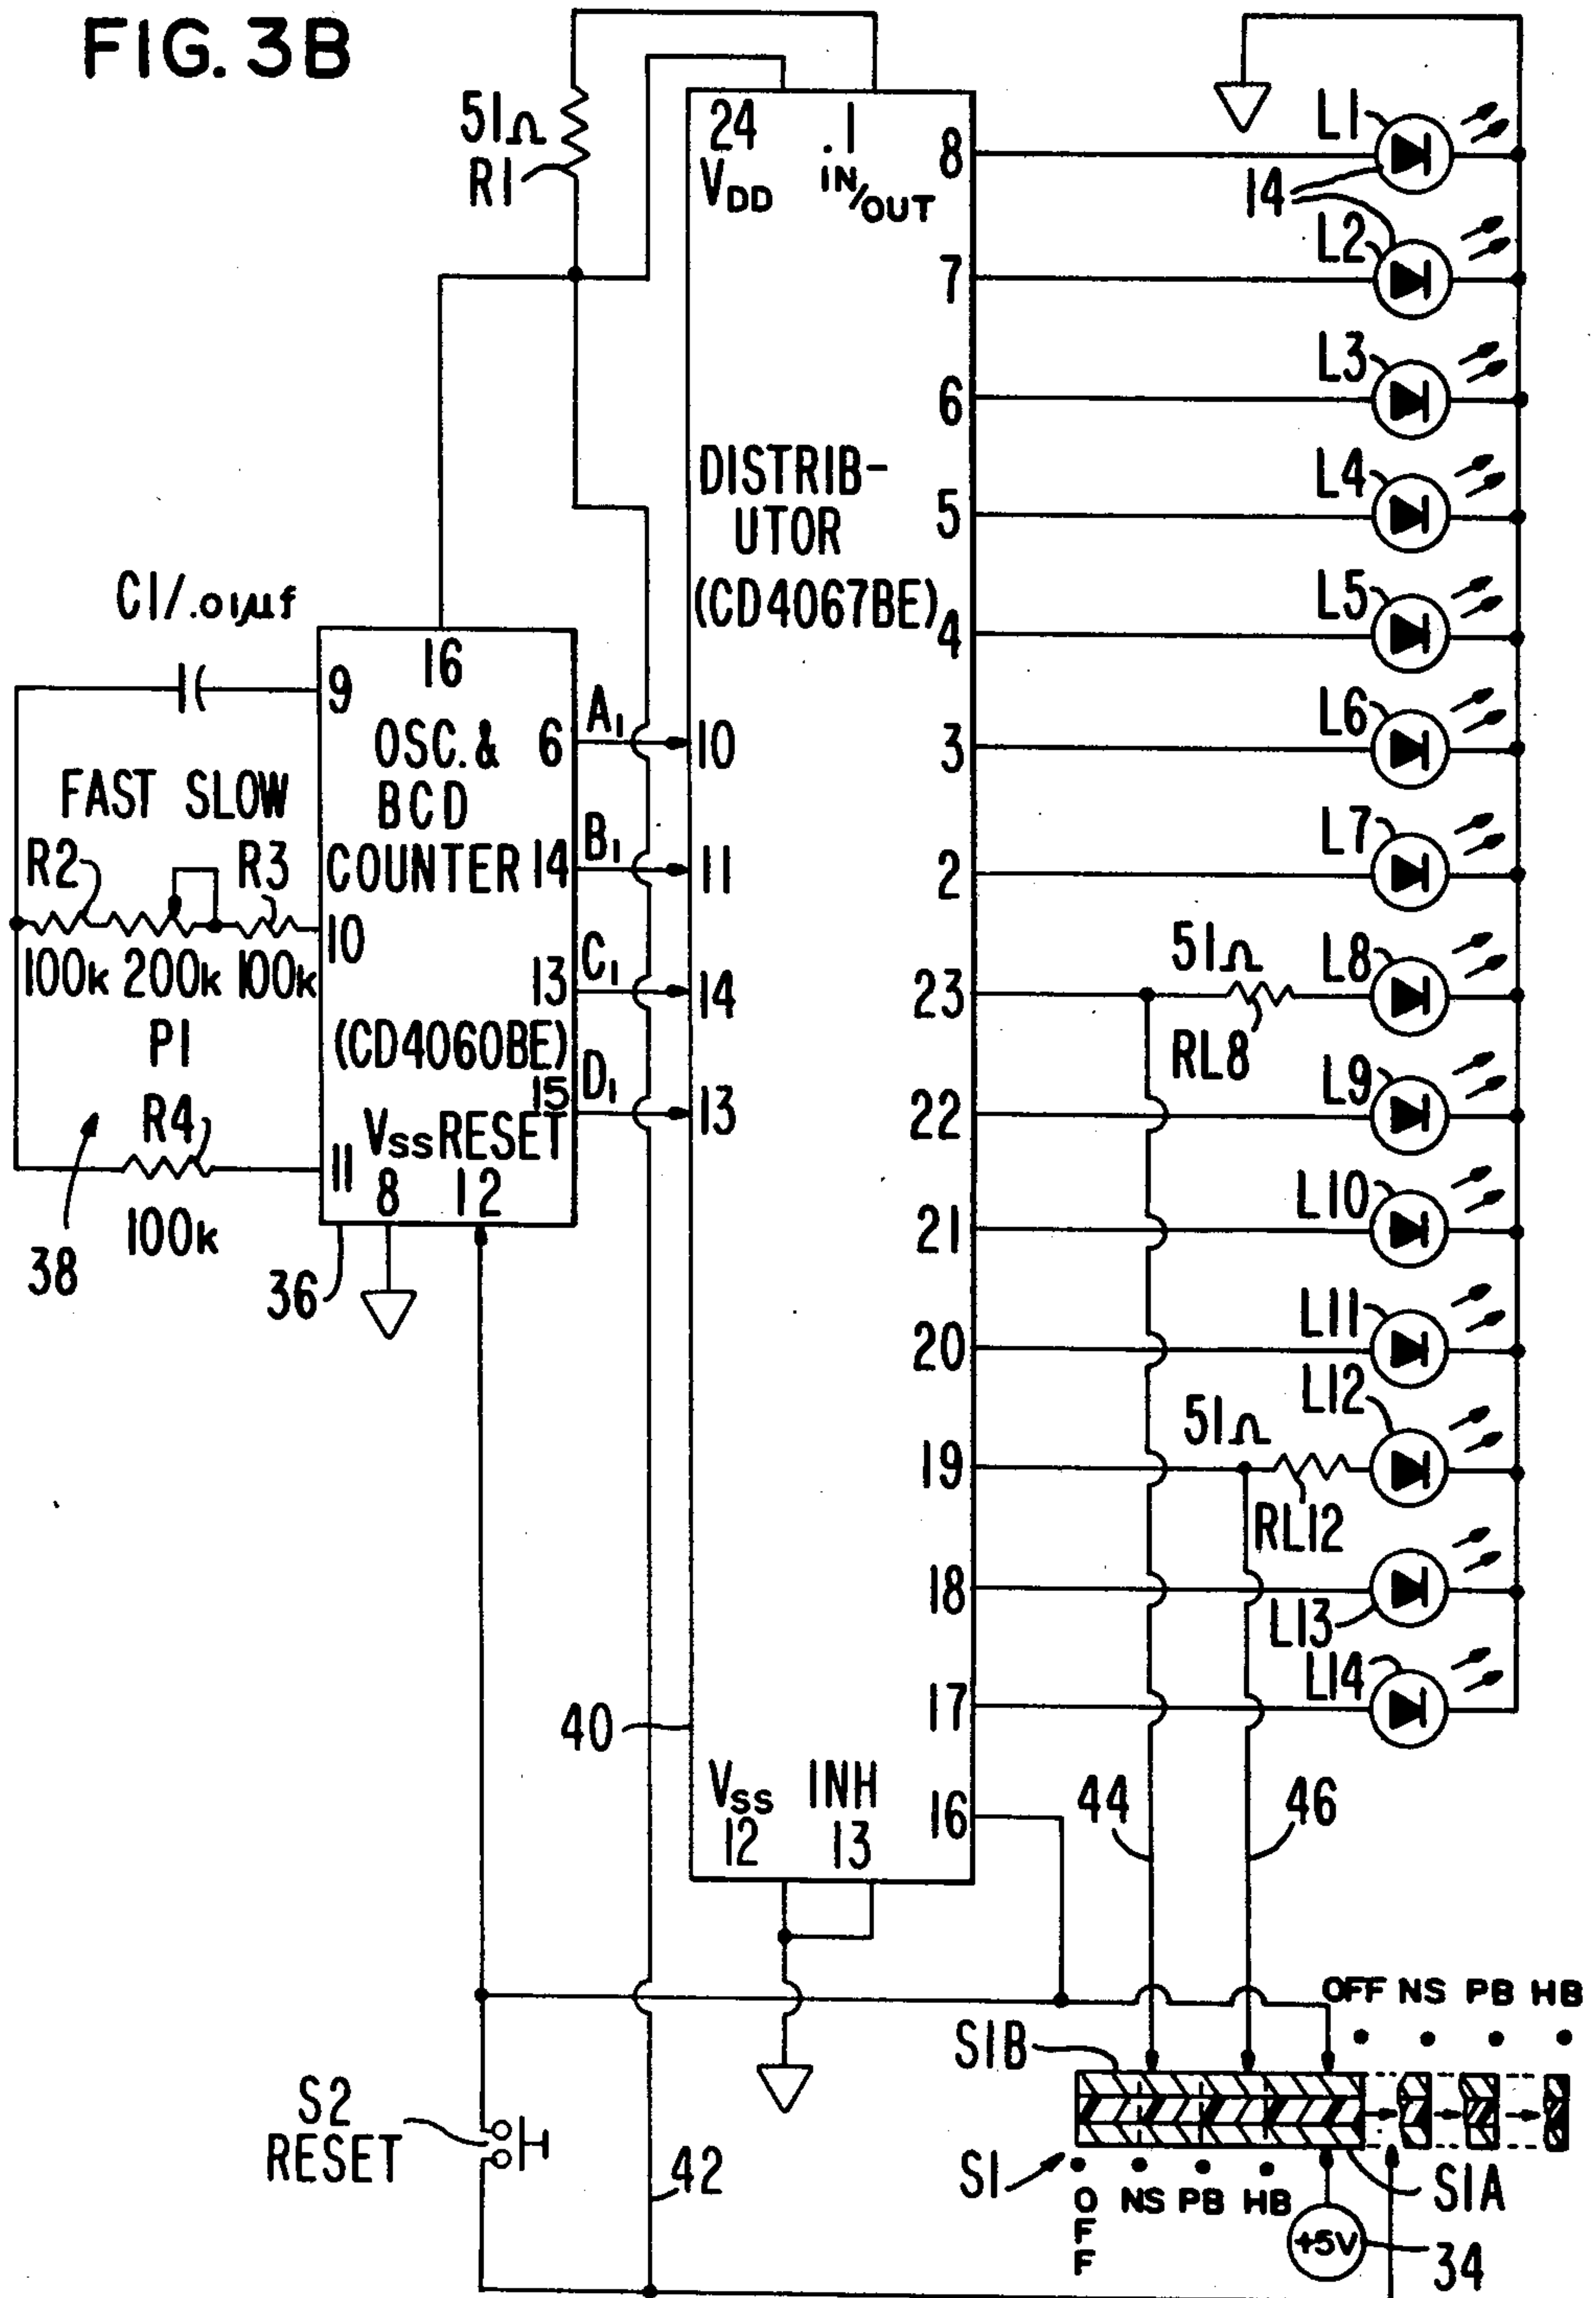 FIG. 3B
51Ω
R1
24
VDD
.1
IN/OUT
8
7
6
5
4
3
2
23
22
21
20
19
18
17
16
DISTRIB-
UTOR
(CD4067BE)
10
11
14
13
40
VSS
12
INH
13
L1
14
L2
L3
L4
L5
L6
L7
51Ω
L8
RL8
L9
L10
L11
L12
51Ω
RL12
L13
L14
C1/.01µf
9
16
OSC. &
BCD
COUNTER
(CD4060BE)
6
A1
14
B1
13
C1
15
D1
FAST SLOW
R2
R3
10
100k 200k 100k
P1
R4
100k
11
VSS RESET
8
12
38
36
44
46
OFF NS PB HB
S1B
S1
OFF
NS PB HB
S1A
+5V
34
S2
RESET
42